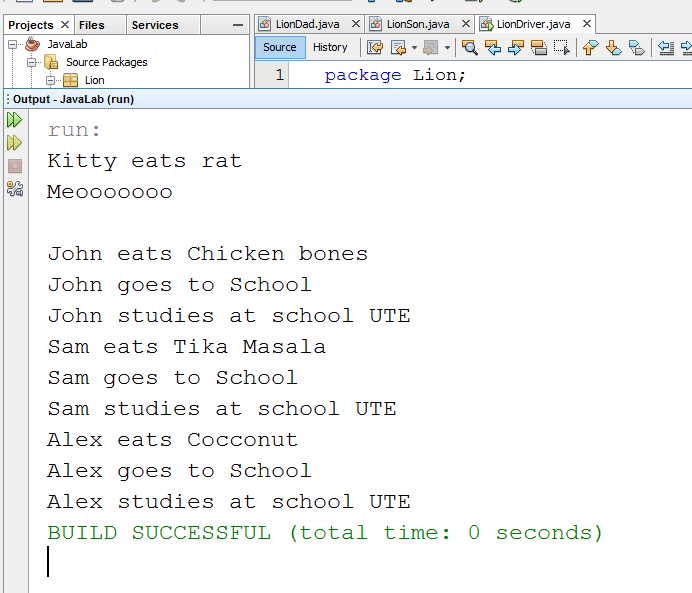 Projects Files Services
LionDad.java LionSon.java LionDriver.java
JavaLab
Source Packages
Lion
Source History
1 package Lion;
Output - JavaLab (run)
run:
Kitty eats rat
Meooooooo
John eats Chicken bones
John goes to School
John studies at school UTE
Sam eats Tika Masala
Sam goes to School
Sam studies at school UTE
Alex eats Cocconut
Alex goes to School
Alex studies at school UTE
BUILD SUCCESSFUL (total time: 0 seconds)